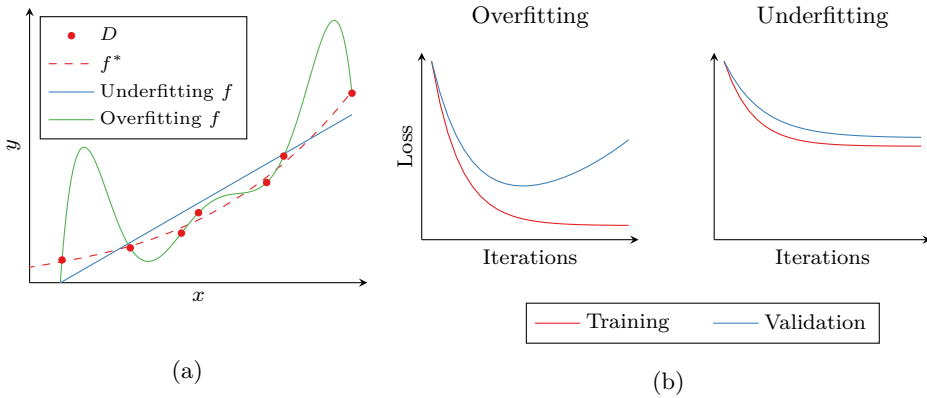 D
f*
Underfitting f
Overfitting f
y
x
(a)
Overfitting
Underfitting
Loss
Iterations
Iterations
Training
Validation
(b)